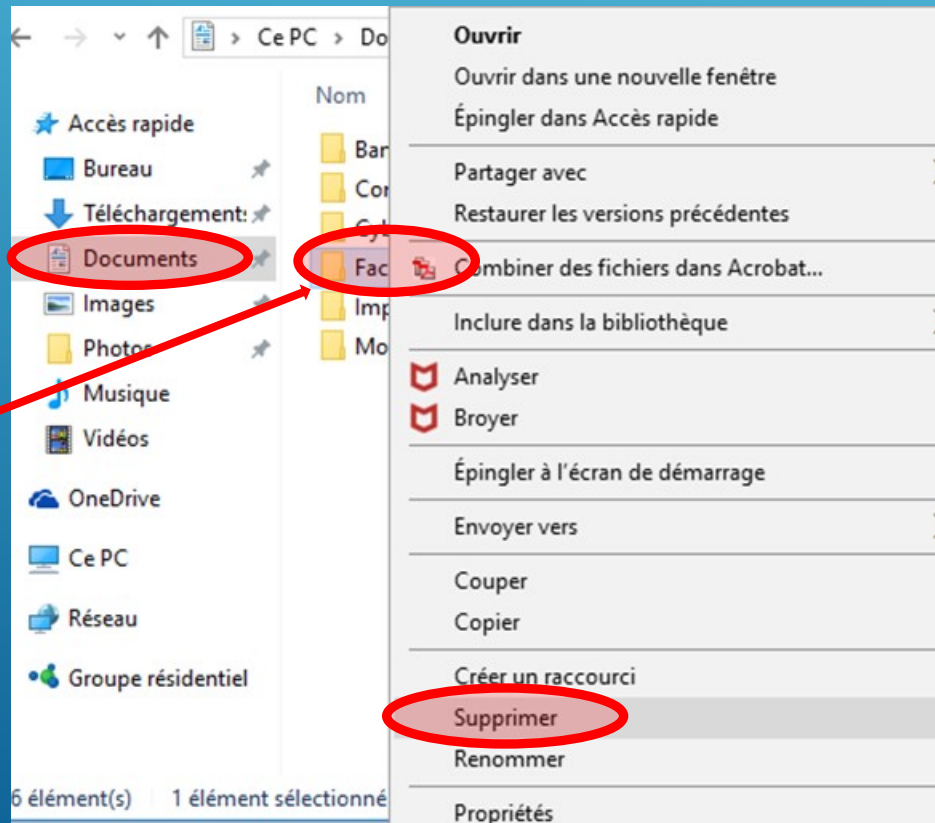 Ce PC > Do
Accès rapide
Bureau
Téléchargement
Documents
Images
Photos
Musique
Vidéos
OneDrive
Ce PC
Réseau
Groupe résidentiel
Nom
Bar
Cor
Cyb
Fac
Imp
Mo
6 élément(s) 1 élément sélectionné
Ouvrir
Ouvrir dans une nouvelle fenêtre
Épingler dans Accès rapide
Partager avec
Restaurer les versions précédentes
Combiner des fichiers dans Acrobat...
Inclure dans la bibliothèque
Analyser
Broyer
Épingler à l'écran de démarrage
Envoyer vers
Couper
Copier
Créer un raccourci
Supprimer
Renommer
Propriétés